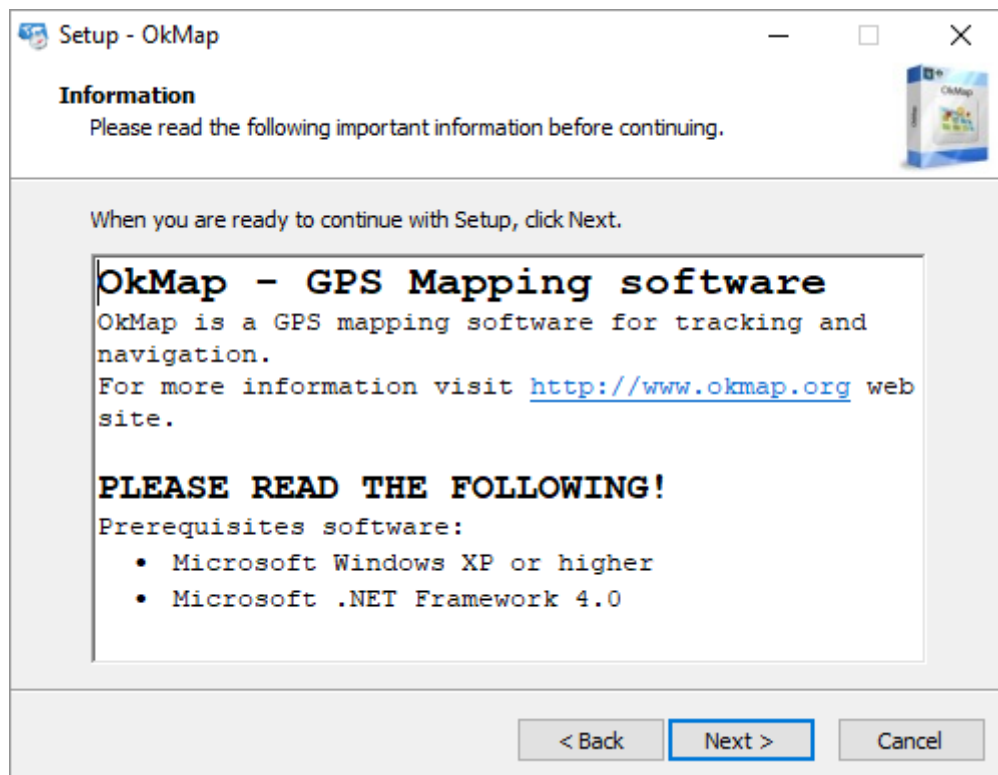 Setup - OkMap
Information
Please read the following important information before continuing.
OkMap
OkMap
When you are ready to continue with Setup, click Next.
OkMap - GPS Mapping software
OkMap is a GPS mapping software for tracking and
navigation.
For more information visit http://www.okmap.org web
site.
PLEASE READ THE FOLLOWING!
Prerequisites software:
• Microsoft Windows XP or higher
• Microsoft .NET Framework 4.0
< Back
Next >
Cancel